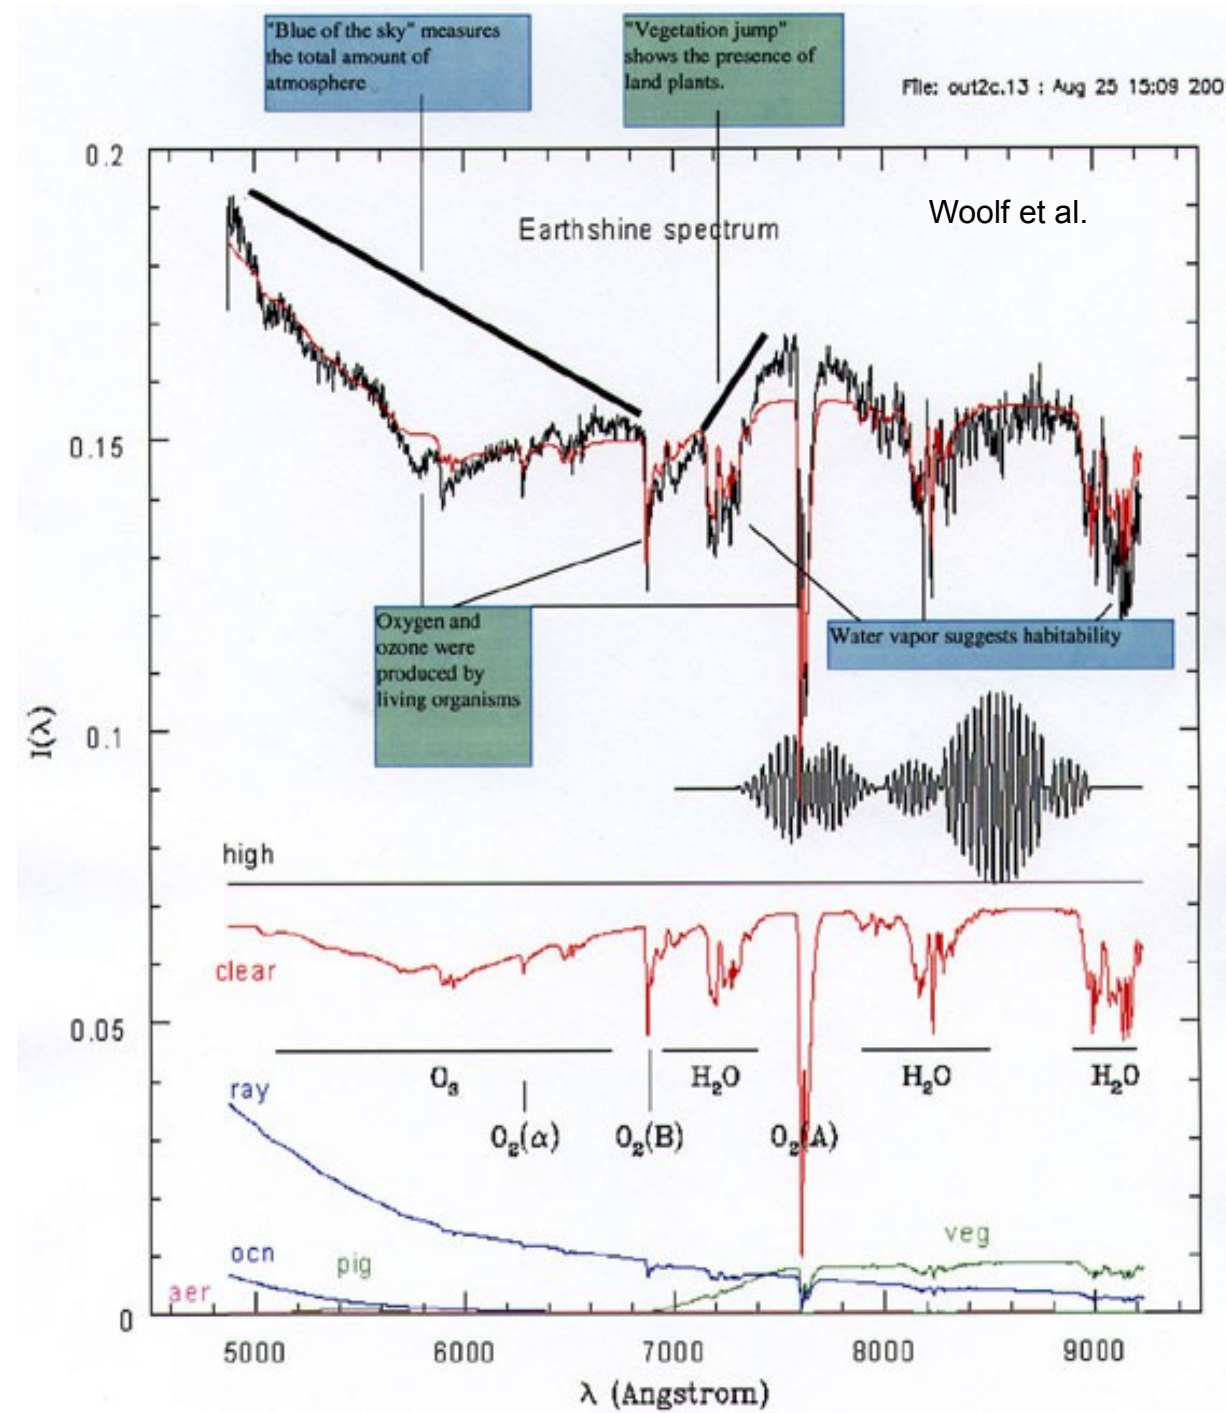 "Blue of the sky" measures
the total amount of
atmosphere
"Vegetation jump"
shows the presence of
land plants.
File: out2c.13 : Aug 25 15:09 200
0.2
Woolf et al.
Earthshine spectrum
0.15
Oxygen and
ozone were
produced by
living organisms
Water vapor suggests habitability
I(λ)
0.1
high
clear
0.05
O₃
H₂O
H₂O
H₂O
ray
O₂(α)
O₂(B)
O₂(A)
ocn
pig
veg
aer
0
5000
6000
7000
8000
9000
λ (Angstrom)